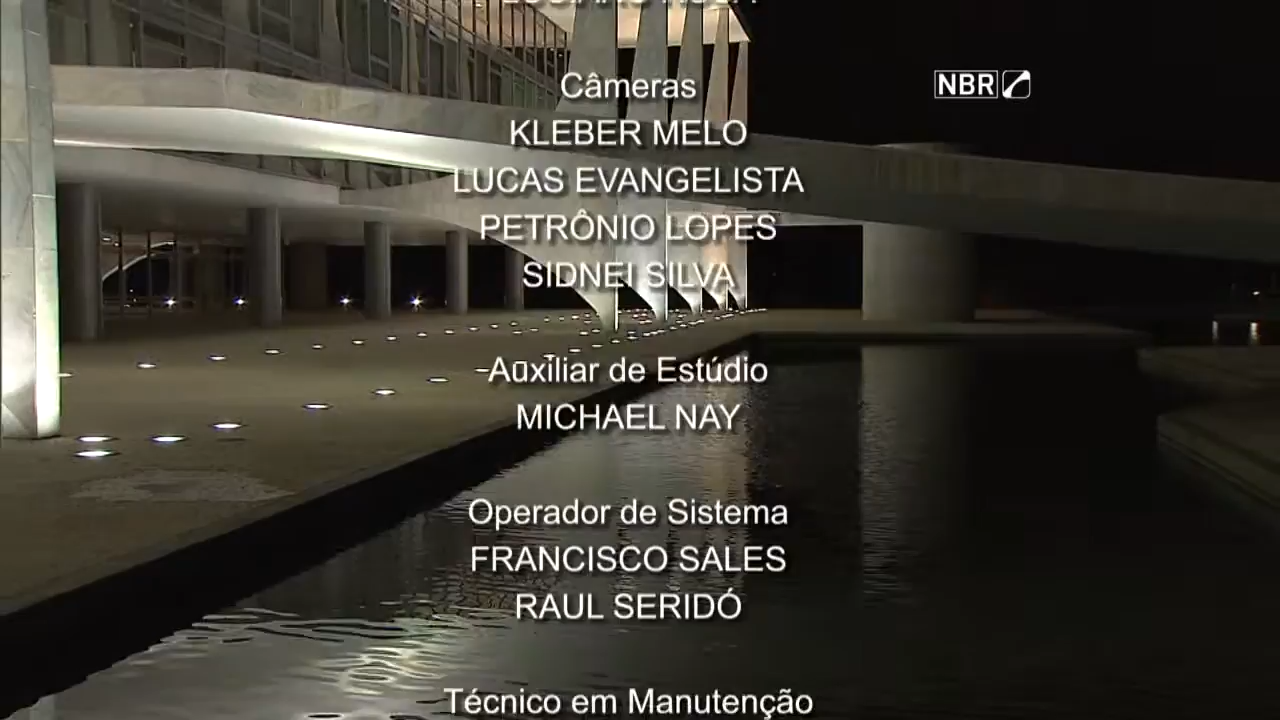 Câmeras
NBR
KLEBER MELO
LUCAS EVANGELISTA
PETRÔNIO LOPES
SIDNEI SILVA
Auxiliar de Estúdio
MICHAEL NAY
Operador de Sistema
FRANCISCO SALES
RAUL SERIDÓ
Técnico em Manutenção